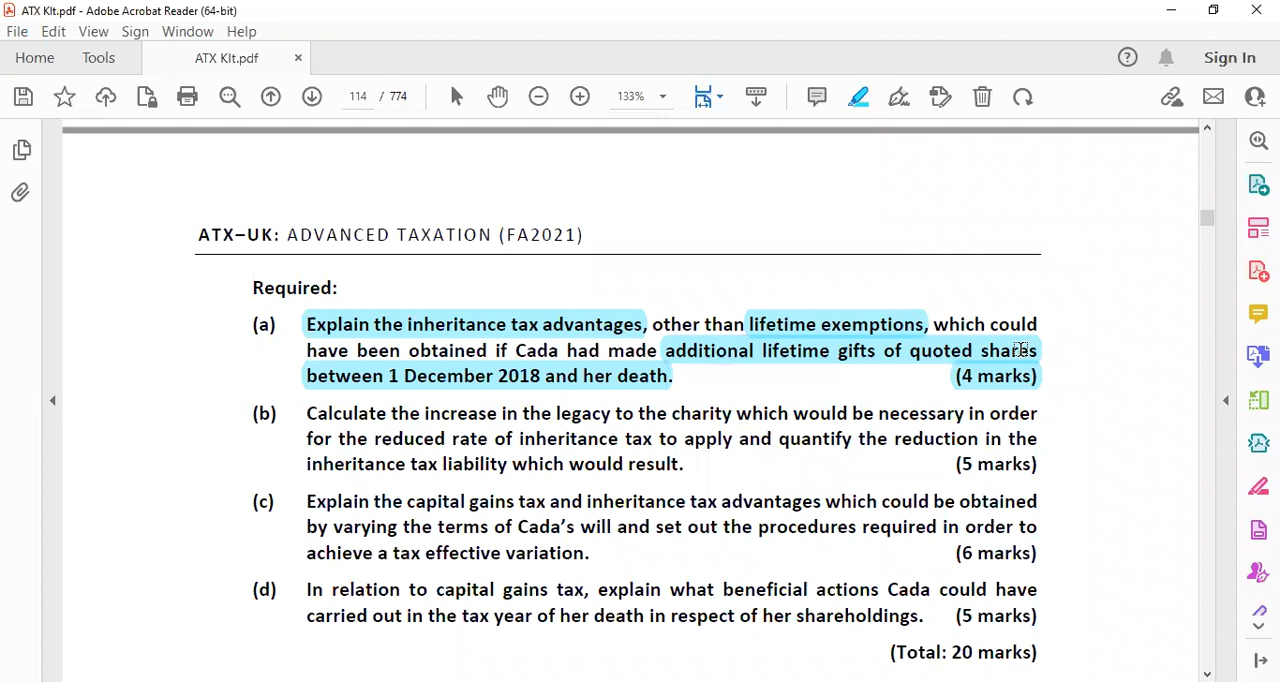 ATX KIt.pdf - Adobe Acrobat Reader (64-bit)
File Edit View Sign Window Help
Home Tools ATX KIt.pdf × Sign In
114 / 774 133%
ATX–UK: ADVANCED TAXATION (FA2021)
Required:
(a) Explain the inheritance tax advantages, other than lifetime exemptions, which could
have been obtained if Cada had made additional lifetime gifts of quoted shares
between 1 December 2018 and her death. (4 marks)
(b) Calculate the increase in the legacy to the charity which would be necessary in order
for the reduced rate of inheritance tax to apply and quantify the reduction in the
inheritance tax liability which would result. (5 marks)
(c) Explain the capital gains tax and inheritance tax advantages which could be obtained
by varying the terms of Cada’s will and set out the procedures required in order to
achieve a tax effective variation. (6 marks)
(d) In relation to capital gains tax, explain what beneficial actions Cada could have
carried out in the tax year of her death in respect of her shareholdings. (5 marks)
(Total: 20 marks)